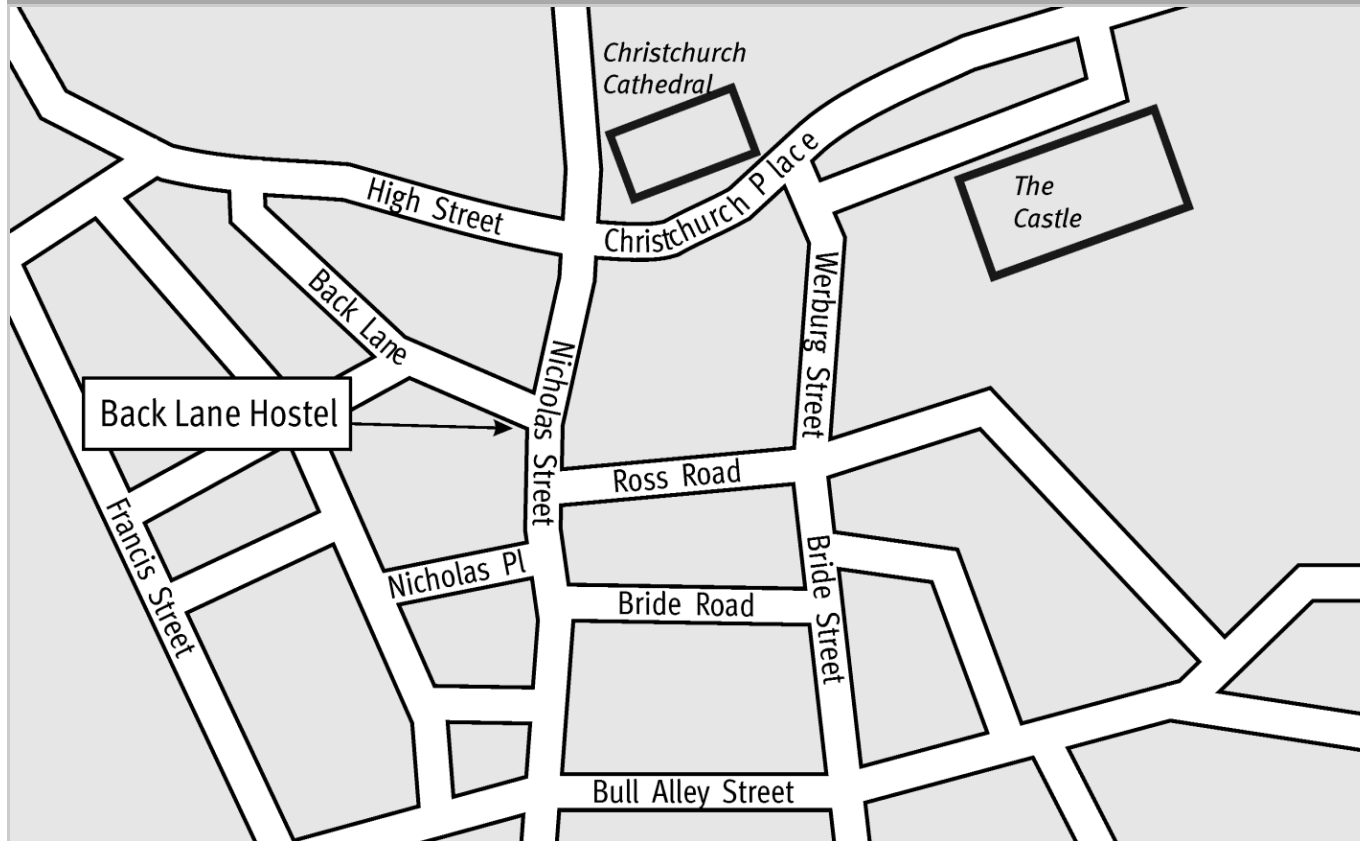 Christchurch
Cathedral
Christchurch Place
High Street
The
Castle
Back Lane
Werburg Street
Nicholas Street
Back Lane Hostel
Ross Road
Francis Street
Nicholas Pl
Bride Street
Bride Road
Bull Alley Street